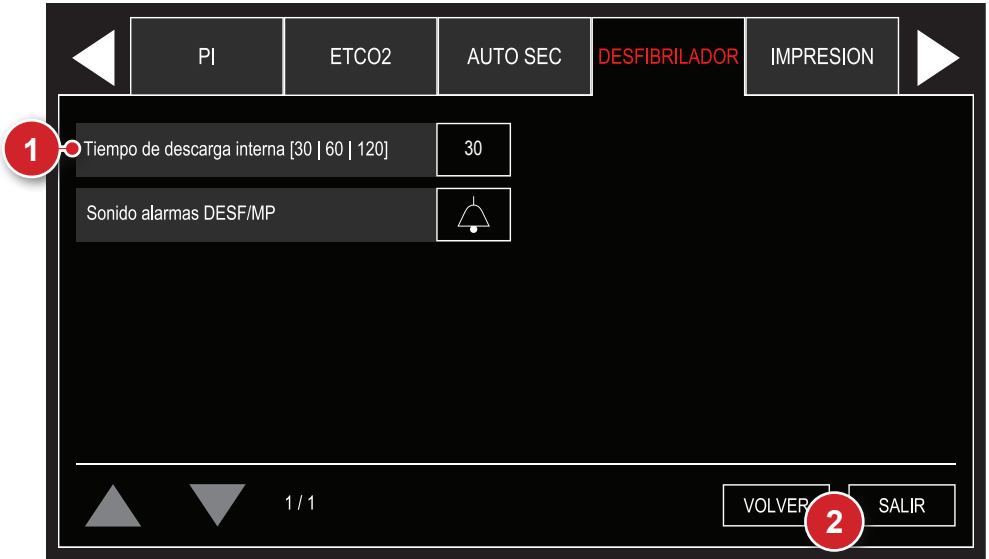 PI ETCO2 AUTO SEC DESFIBRILADOR IMPRESION
1 Tiempo de descarga interna [30 | 60 | 120] 30
Sonido alarmas DESF/MP
1 / 1 VOLVER 2 SALIR